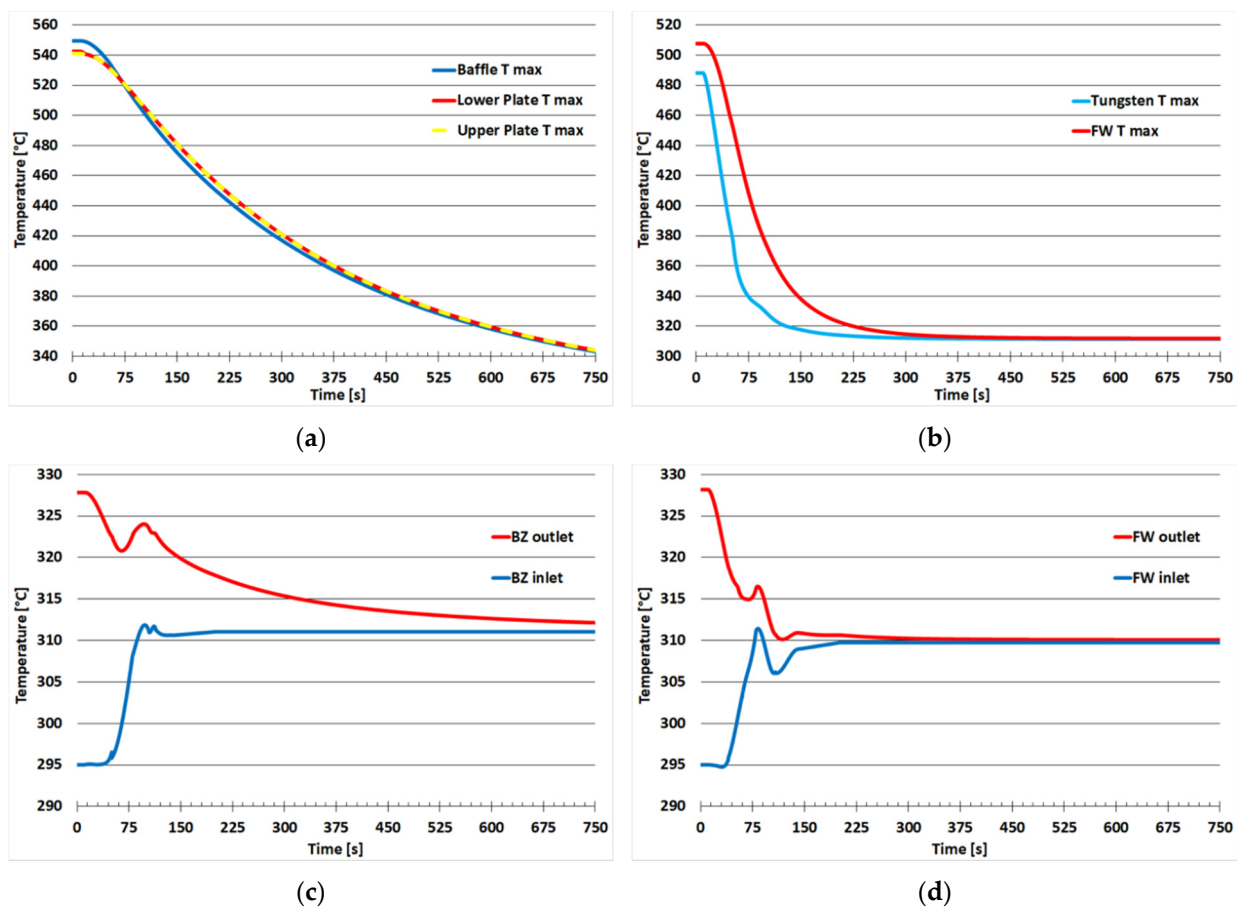 560
540
520
500
480
460
440
420
400
380
360
340
Temperature [°C]
Baffle T max
Lower Plate T max
Upper Plate T max
0 75 150 225 300 375 450 525 600 675 750
Time [s]
(a)
520
500
480
460
440
420
400
380
360
340
320
300
Temperature [°C]
Tungsten T max
FW T max
0 75 150 225 300 375 450 525 600 675 750
Time [s]
(b)
330
325
320
315
310
305
300
295
290
Temperature [°C]
BZ outlet
BZ inlet
0 75 150 225 300 375 450 525 600 675 750
Time [s]
(c)
330
325
320
315
310
305
300
295
290
Temperature [°C]
FW outlet
FW inlet
0 75 150 225 300 375 450 525 600 675 750
Time [s]
(d)